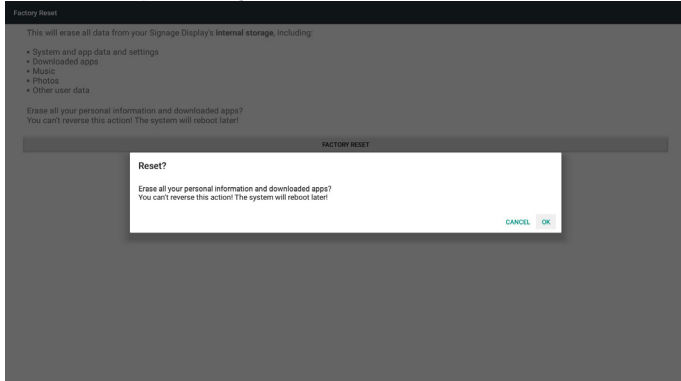 Factory Reset
This will erase all data from your Signage Display's internal storage, including:
• System and app data and settings
• Downloaded apps
• Music
• Photos
• Other user data
Erase all your personal information and downloaded apps?
You can't reverse this action! The system will reboot later!
FACTORY RESET
Reset?
Erase all your personal information and downloaded apps?
You can't reverse this action! The system will reboot later!
CANCEL OK